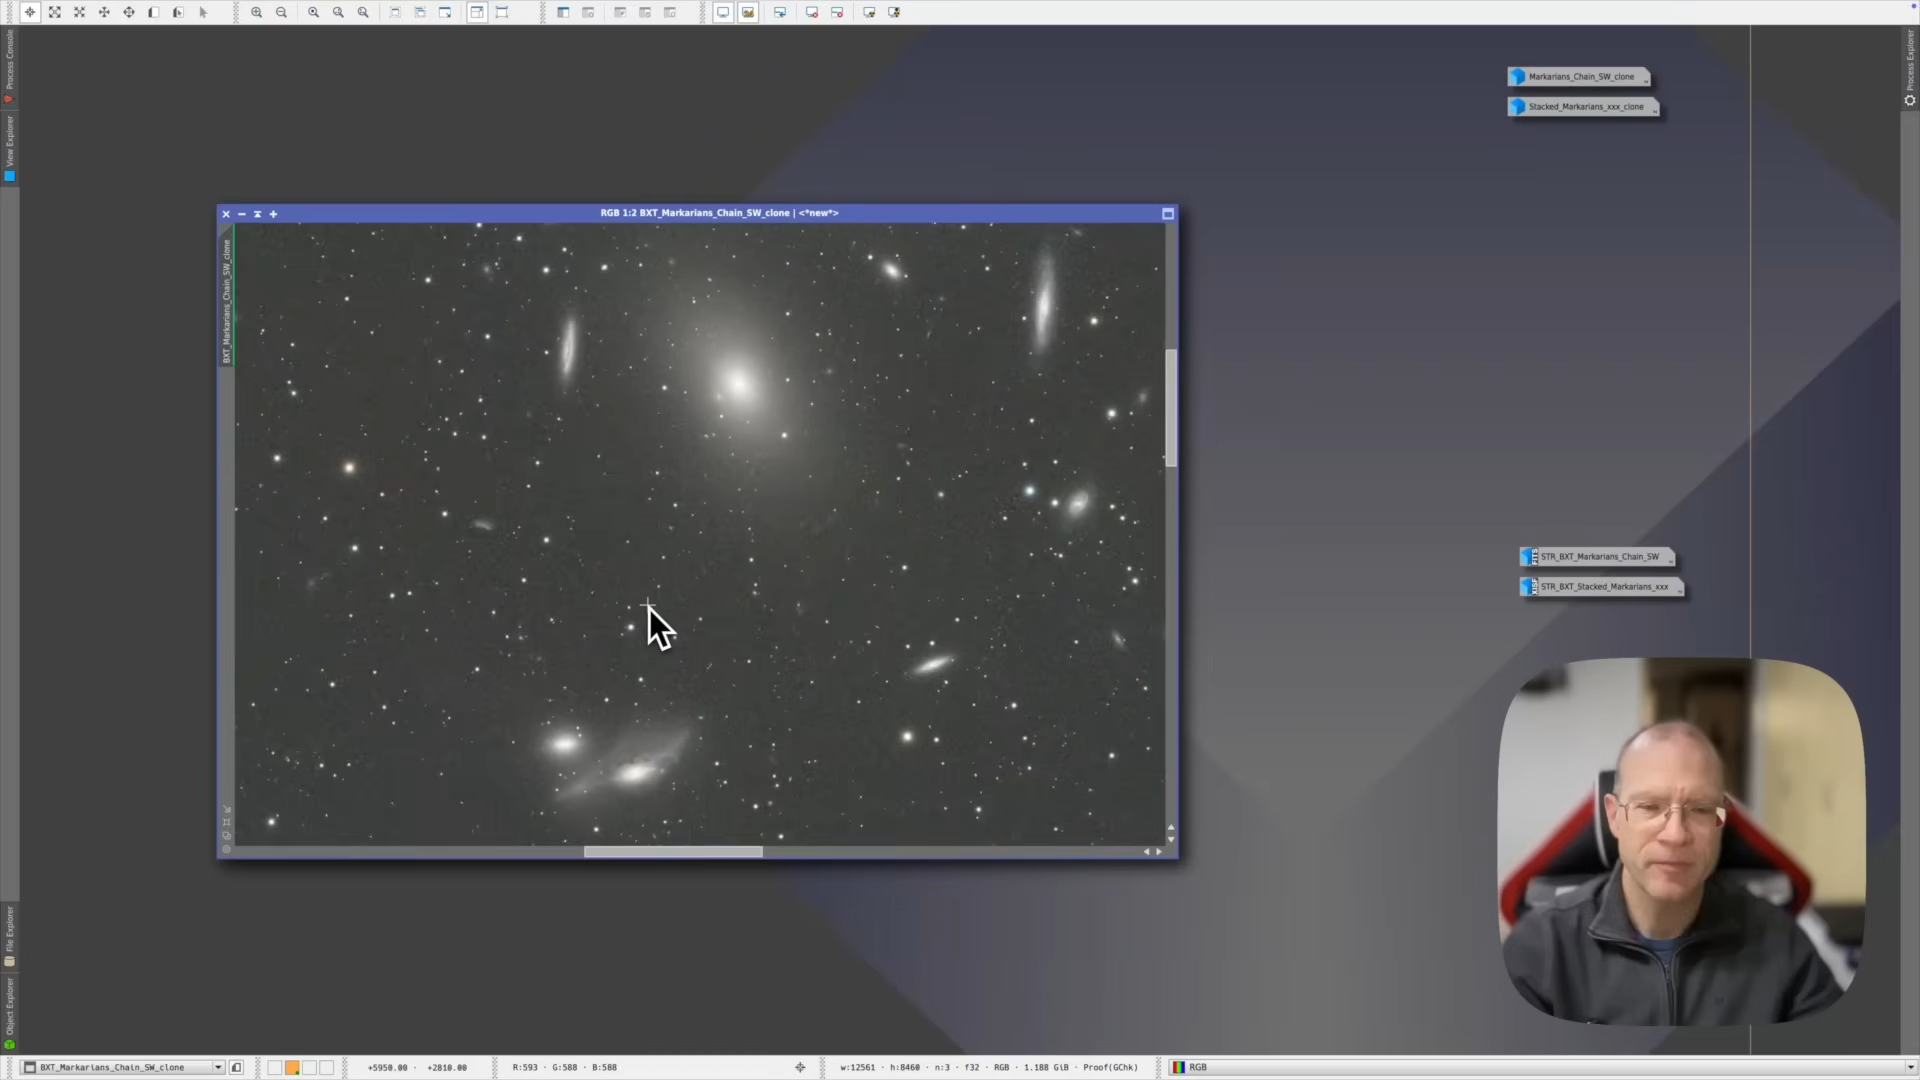 Process Console
View Explorer
File Explorer
Object Explorer
Process Explorer
Markarians_Chain_SW_clone
Stacked_Markarians_xxx_clone
RGB 1:2 BXT_Markarians_Chain_SW_clone | <*new*>
BXT_Markarians_Chain_SW_clone
FITS
STR_BXT_Markarians_Chain_SW
XISF
STR_BXT_Stacked_Markarians_xxx
BXT_Markarians_Chain_SW_clone
+5950.00 · +2810.00
R:593 · G:588 · B:588
w:12561 · h:8460 · n:3 · f32 · RGB · 1.188 GiB · Proof(GChk)
RGB